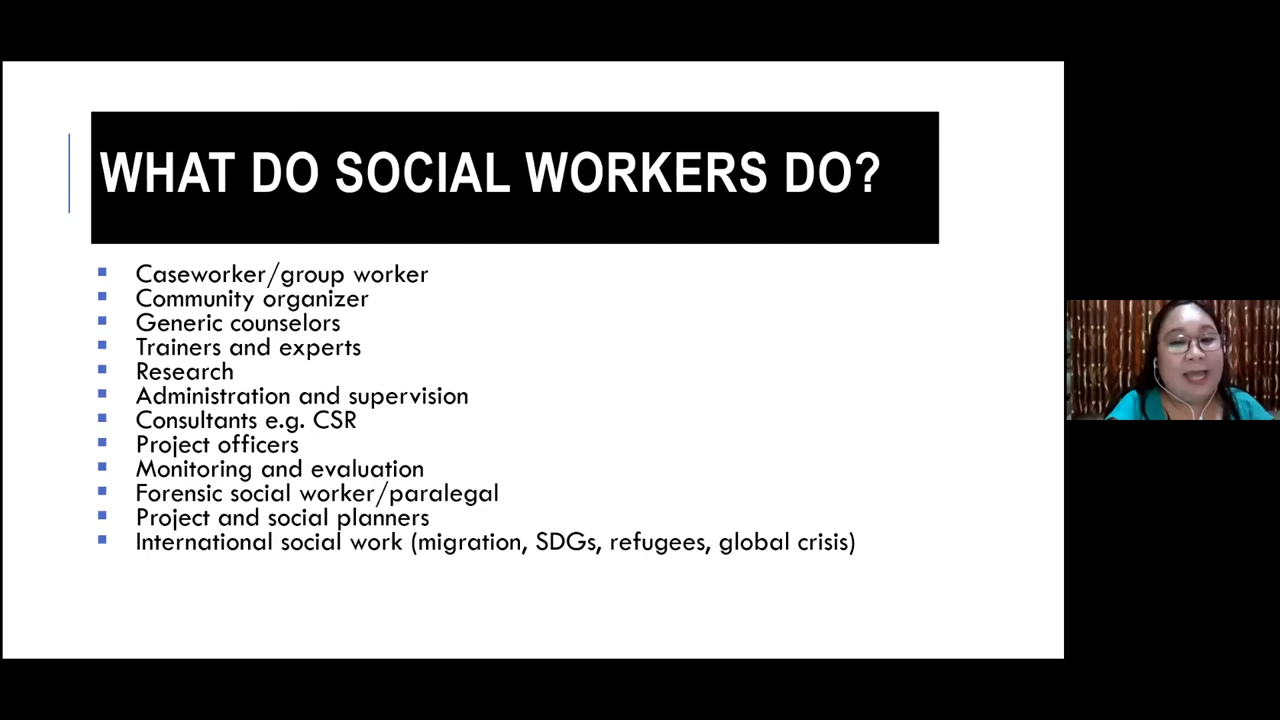 WHAT DO SOCIAL WORKERS DO?
Caseworker/group worker
Community organizer
Generic counselors
Trainers and experts
Research
Administration and supervision
Consultants e.g. CSR
Project officers
Monitoring and evaluation
Forensic social worker/paralegal
Project and social planners
International social work (migration, SDGs, refugees, global crisis)